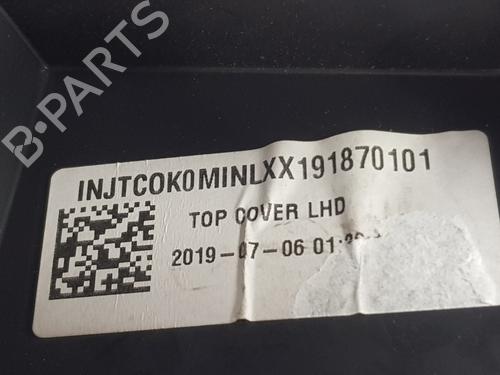 B-PARTS
INJTCOK0MINLXX191870101
TOP COVER LHD
2019-07-06